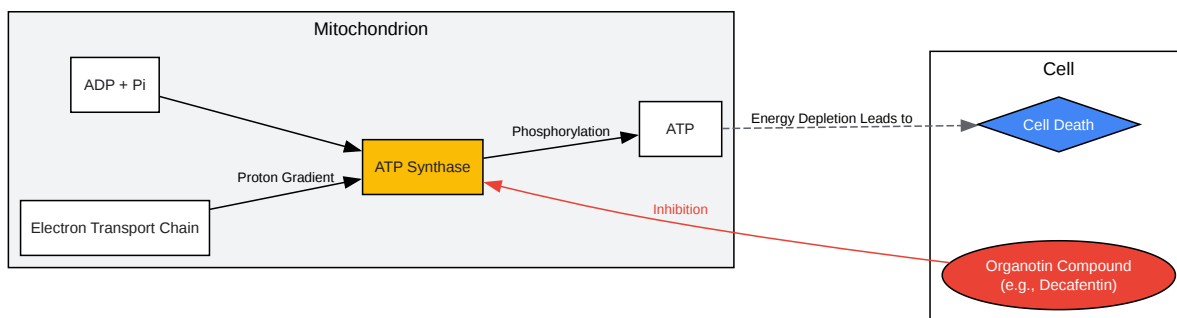 Mitochondrion
Cell
ADP + Pi
Phosphorylation
ATP
Energy Depletion Leads to
Cell Death
ATP Synthase
Proton Gradient
Electron Transport Chain
Inhibition
Organotin Compound
(e.g., Decafentin)